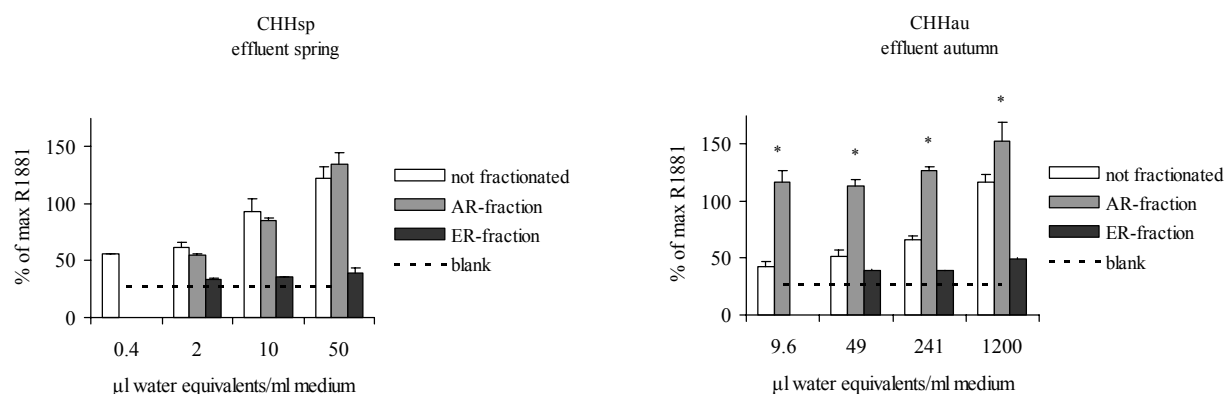 CHHsp
effluent spring
% of max R1881
150
100
50
0
0.4 2 10 50
µl water equivalents/ml medium
not fractionated
AR-fraction
ER-fraction
blank
CHHau
effluent autumn
% of max R1881
150
100
50
0
* * * *
9.6 49 241 1200
µl water equivalents/ml medium
not fractionated
AR-fraction
ER-fraction
blank